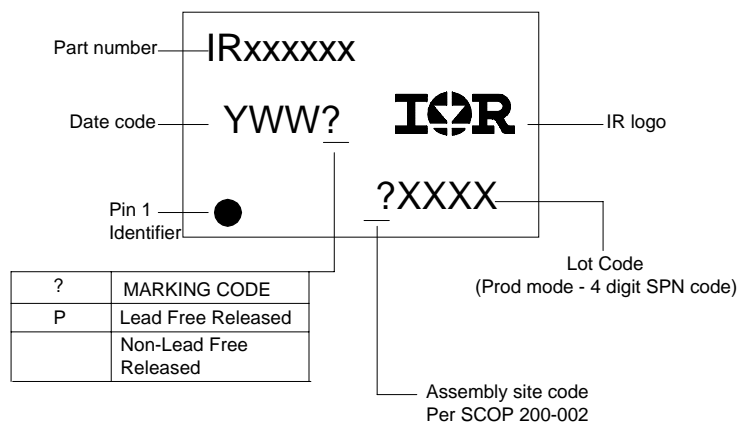 Part number
IRxxxxxx
Date code
YWW?
IOR
IR logo
?XXXX
Pin 1
Identifier
Lot Code
(Prod mode - 4 digit SPN code)
? MARKING CODE
P Lead Free Released
Non-Lead Free
Released
Assembly site code
Per SCOP 200-002